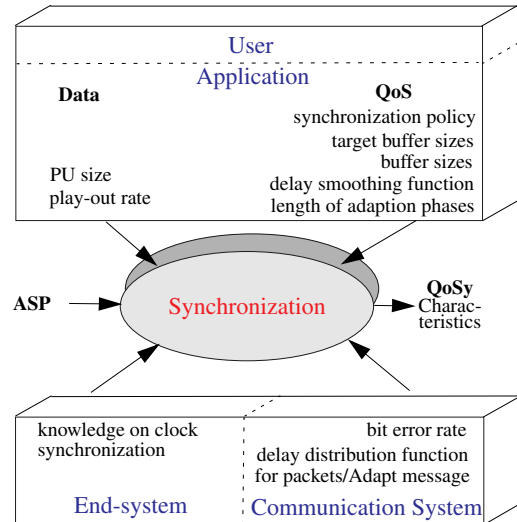 User
Application
Data
QoS
synchronization policy
target buffer sizes
buffer sizes
delay smoothing function
length of adaption phases
PU size
play-out rate
ASP
Synchronization
QoSy
Charac-
teristics
knowledge on clock
synchronization
End-system
bit error rate
delay distribution function
for packets/Adapt message
Communication System